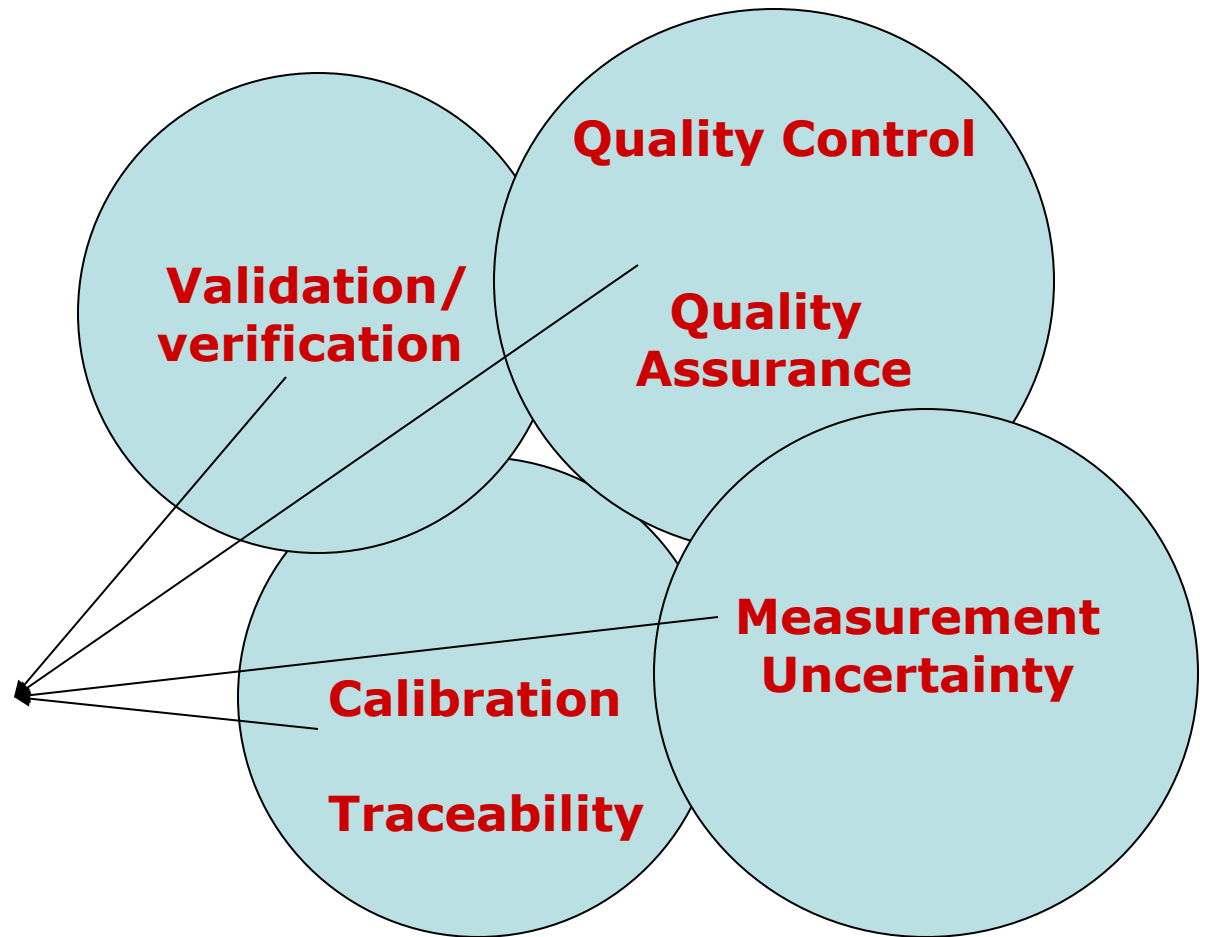 Quality Control
Validation/
verification
Quality
Assurance
Measurement
Uncertainty
Calibration
Traceability